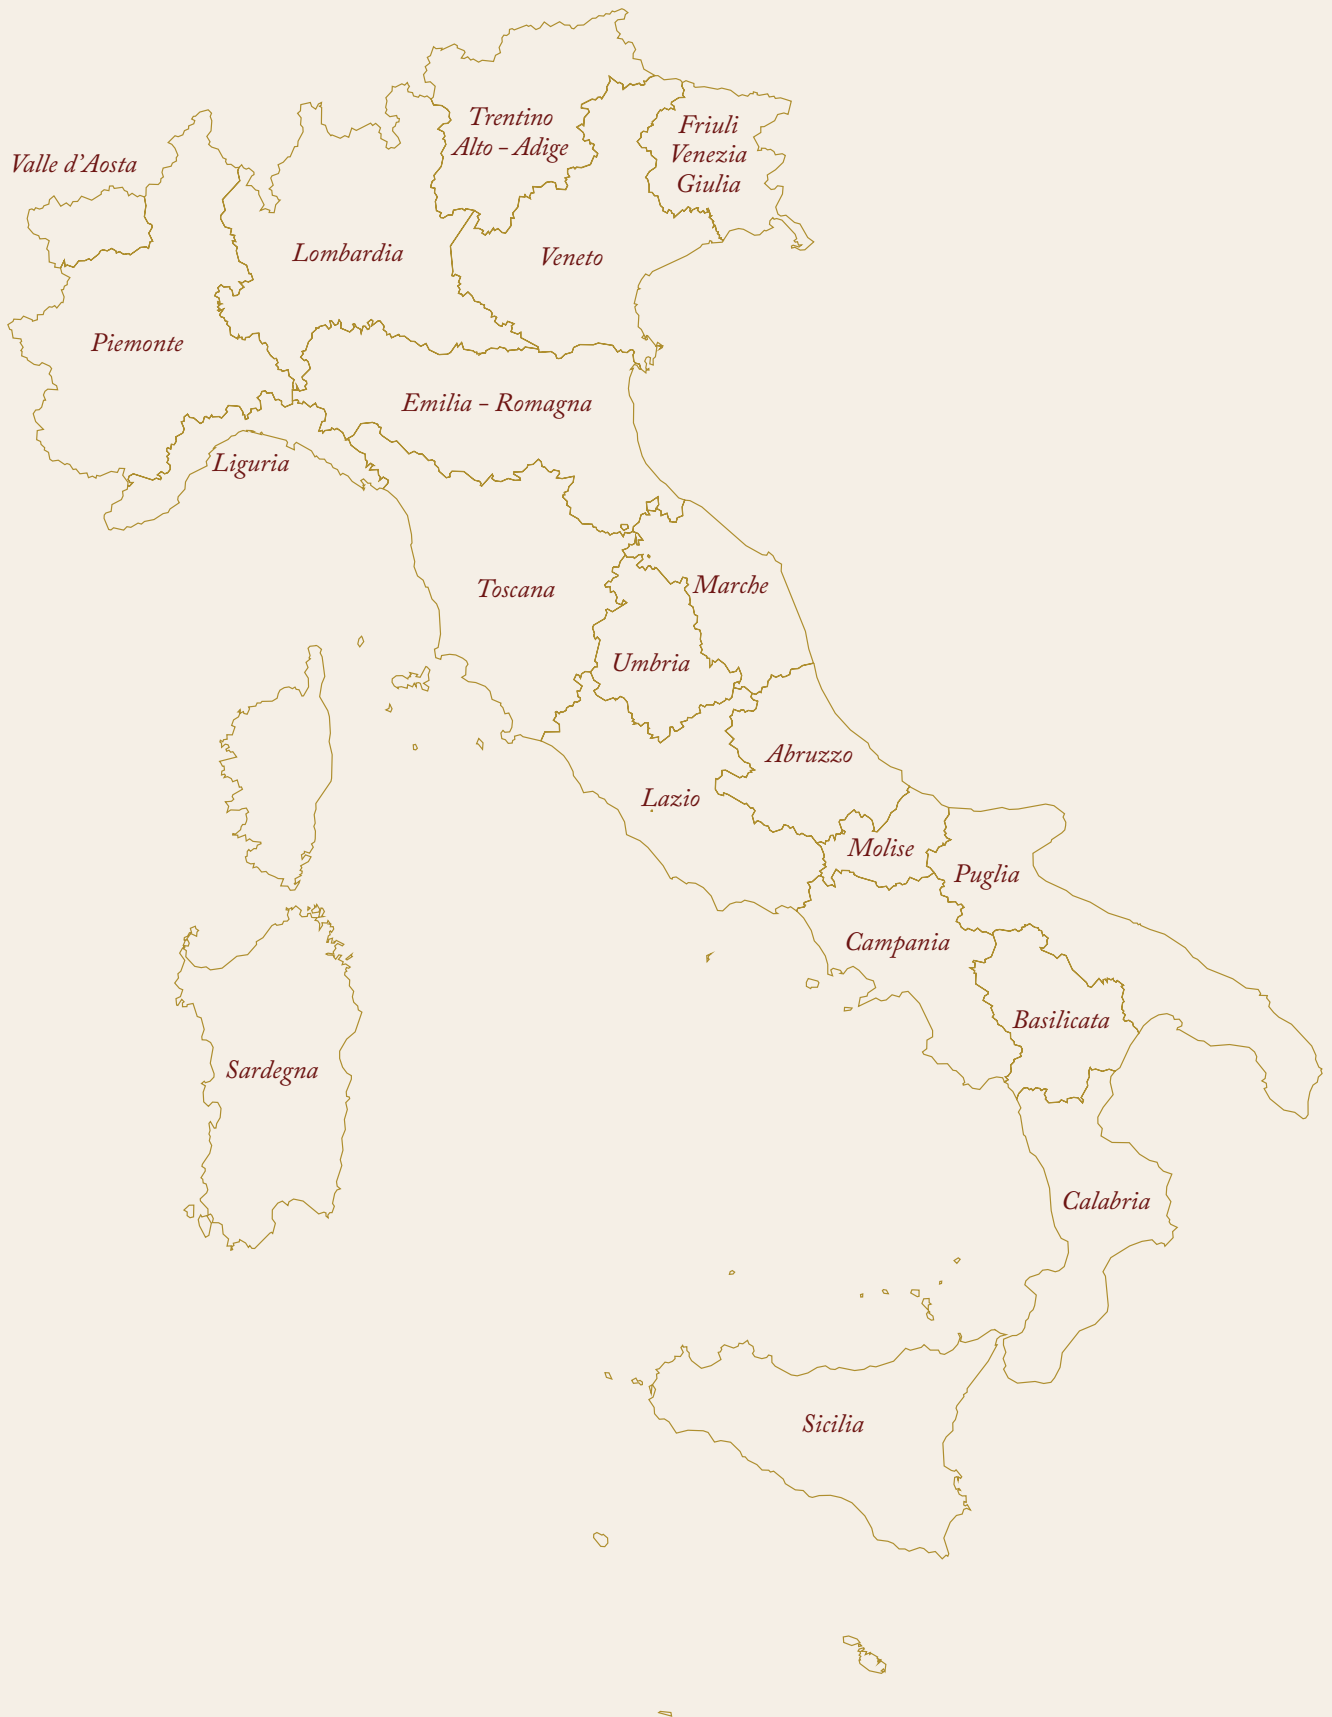 Trentino
Alto - Adige
Friuli
Venezia
Giulia
Valle d'Aosta
Lombardia
Veneto
Piemonte
Emilia - Romagna
Liguria
Toscana
Marche
Umbria
Abruzzo
Lazio
Molise
Puglia
Campania
Basilicata
Sardegna
Calabria
Sicilia